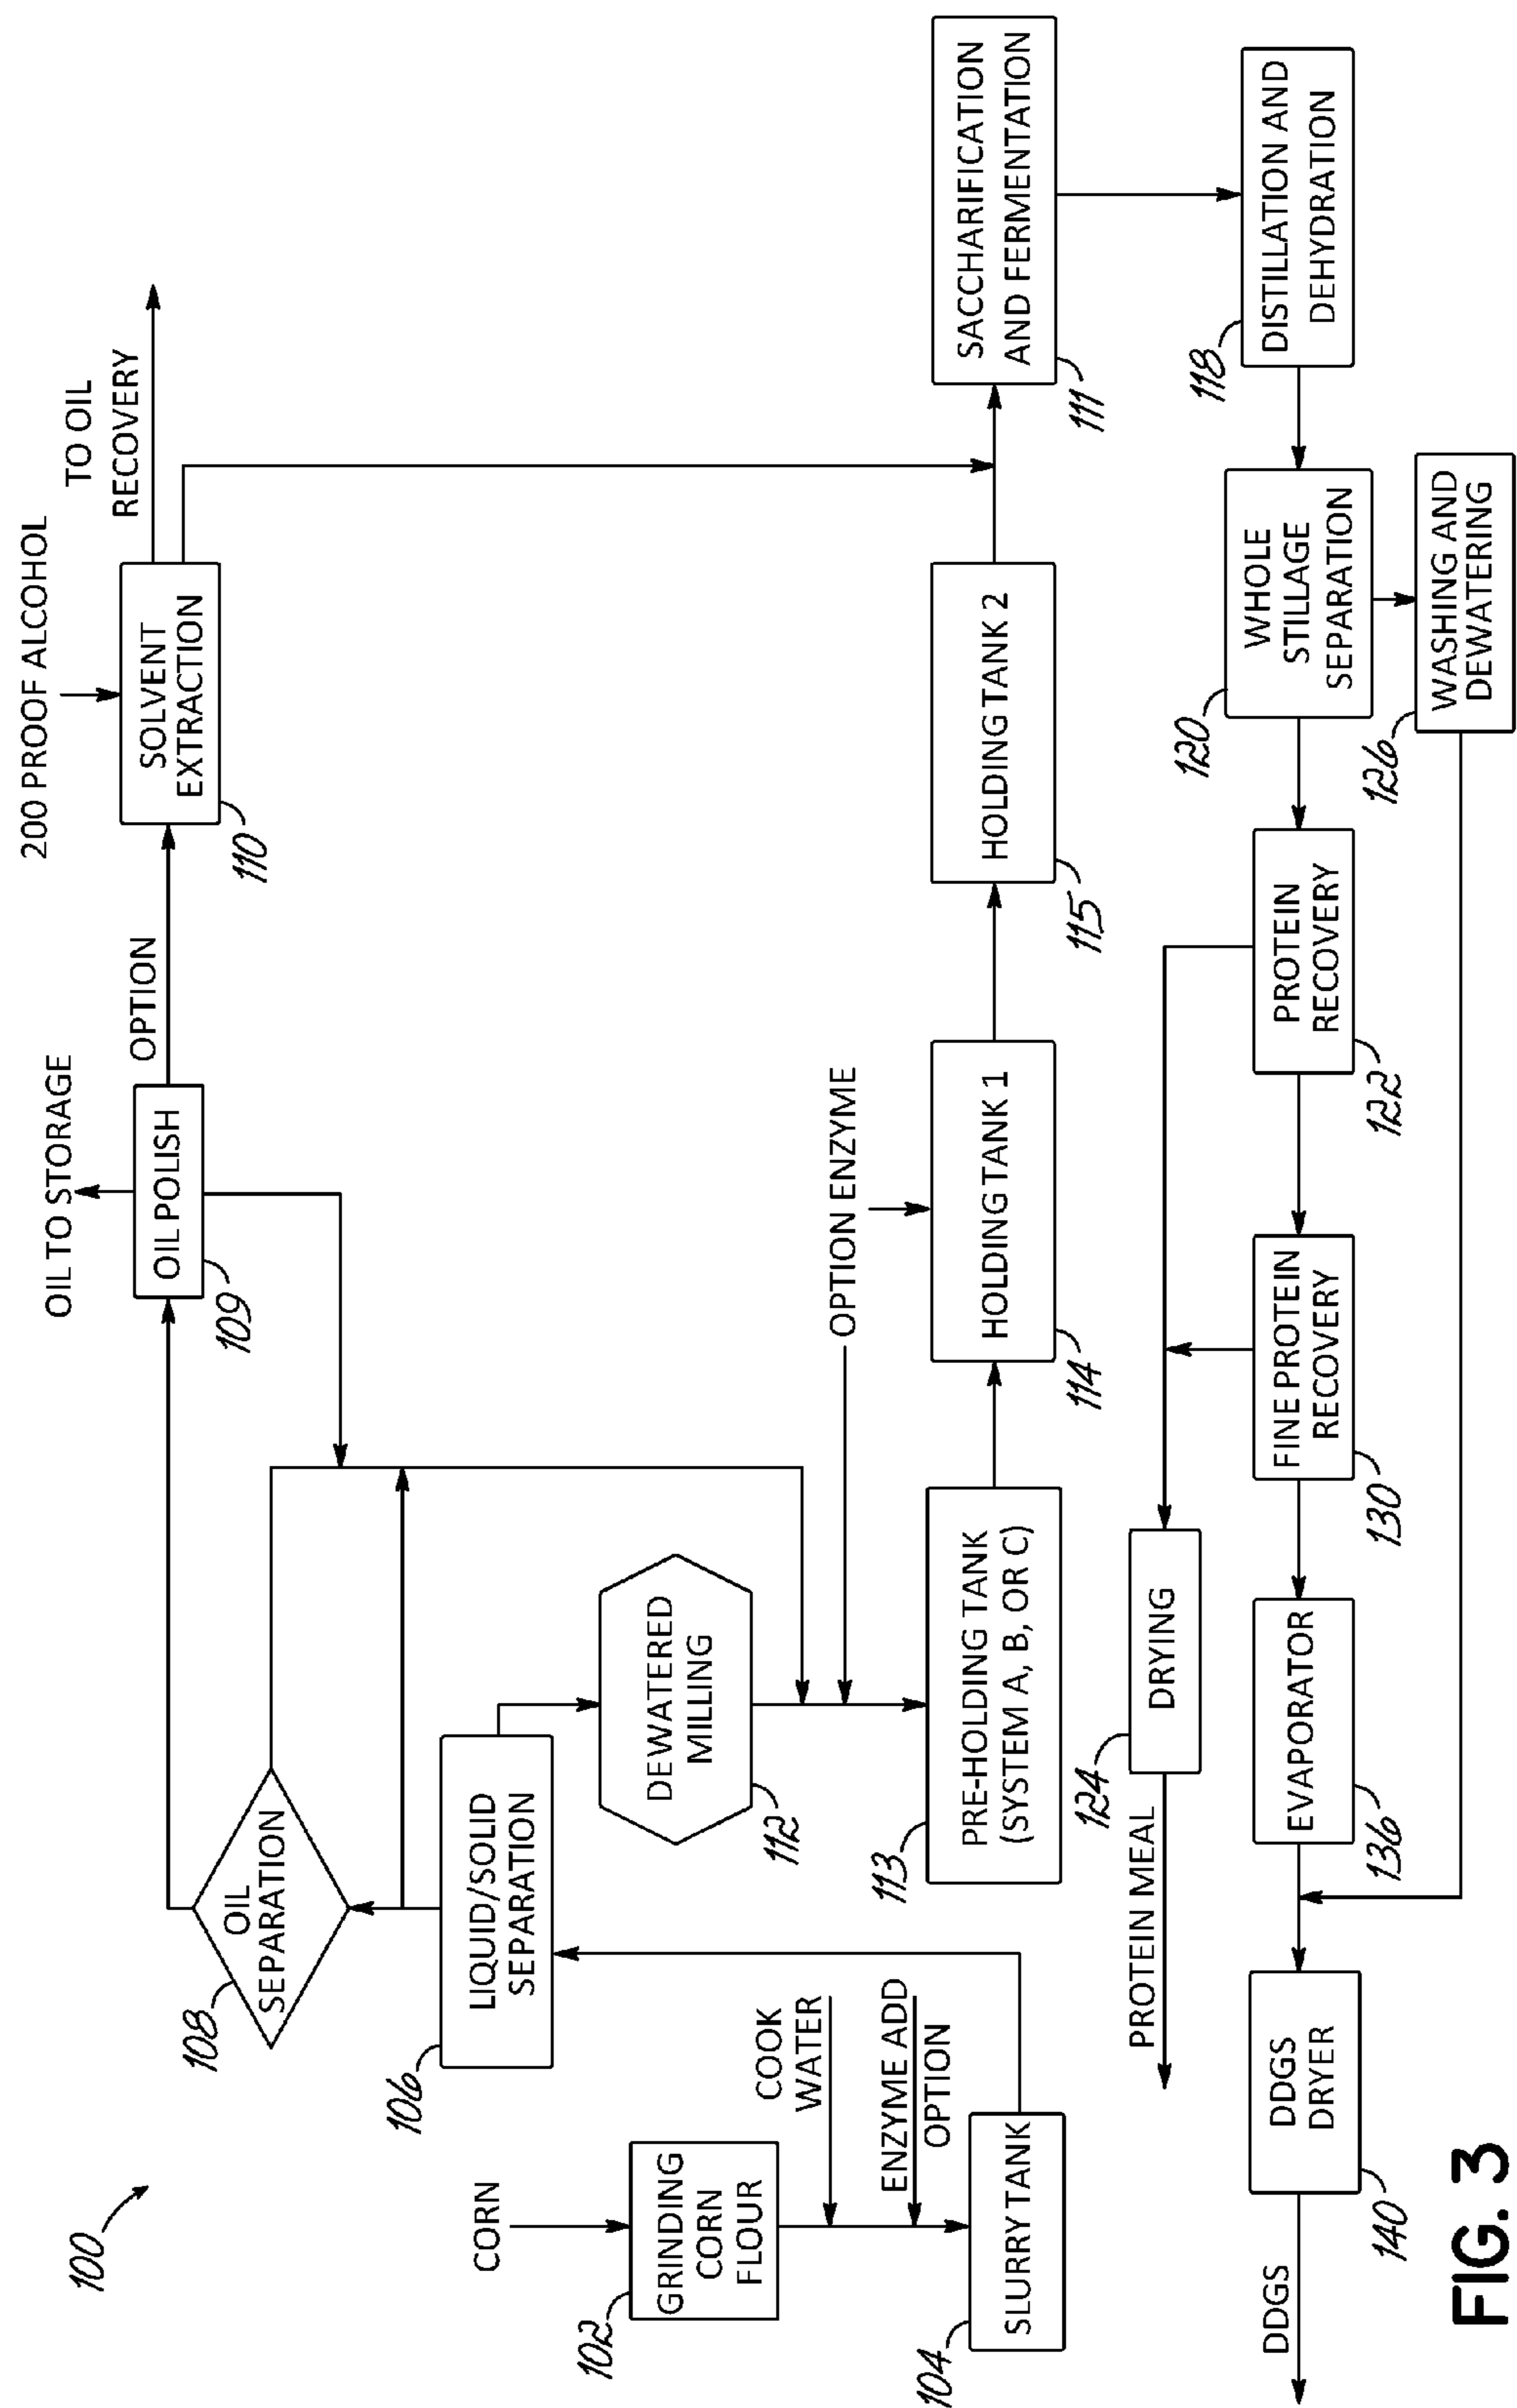 100
CORN
GRINDING
CORN
FLOUR
102
COOK
WATER
ENZYME ADD
OPTION
SLURRY TANK
104
LIQUID/SOLID
SEPARATION
106
OIL
SEPARATION
108
OIL TO STORAGE
OIL POLISH
109
OPTION
200 PROOF ALCOHOL
SOLVENT
EXTRACTION
110
TO OIL
RECOVERY
DEWATERED
MILLING
112
OPTION ENZYME
PRE-HOLDING TANK
(SYSTEM A, B, OR C)
113
HOLDING TANK 1
114
HOLDING TANK 2
115
SACCHARIFICATION
AND FERMENTATION
111
DISTILLATION AND
DEHYDRATION
118
WHOLE
STILLAGE
SEPARATION
120
WASHING AND
DEWATERING
126
PROTEIN
RECOVERY
122
FINE PROTEIN
RECOVERY
130
DRYING
124
PROTEIN MEAL
EVAPORATOR
136
DDGS
DRYER
140
DDGS
FIG. 3